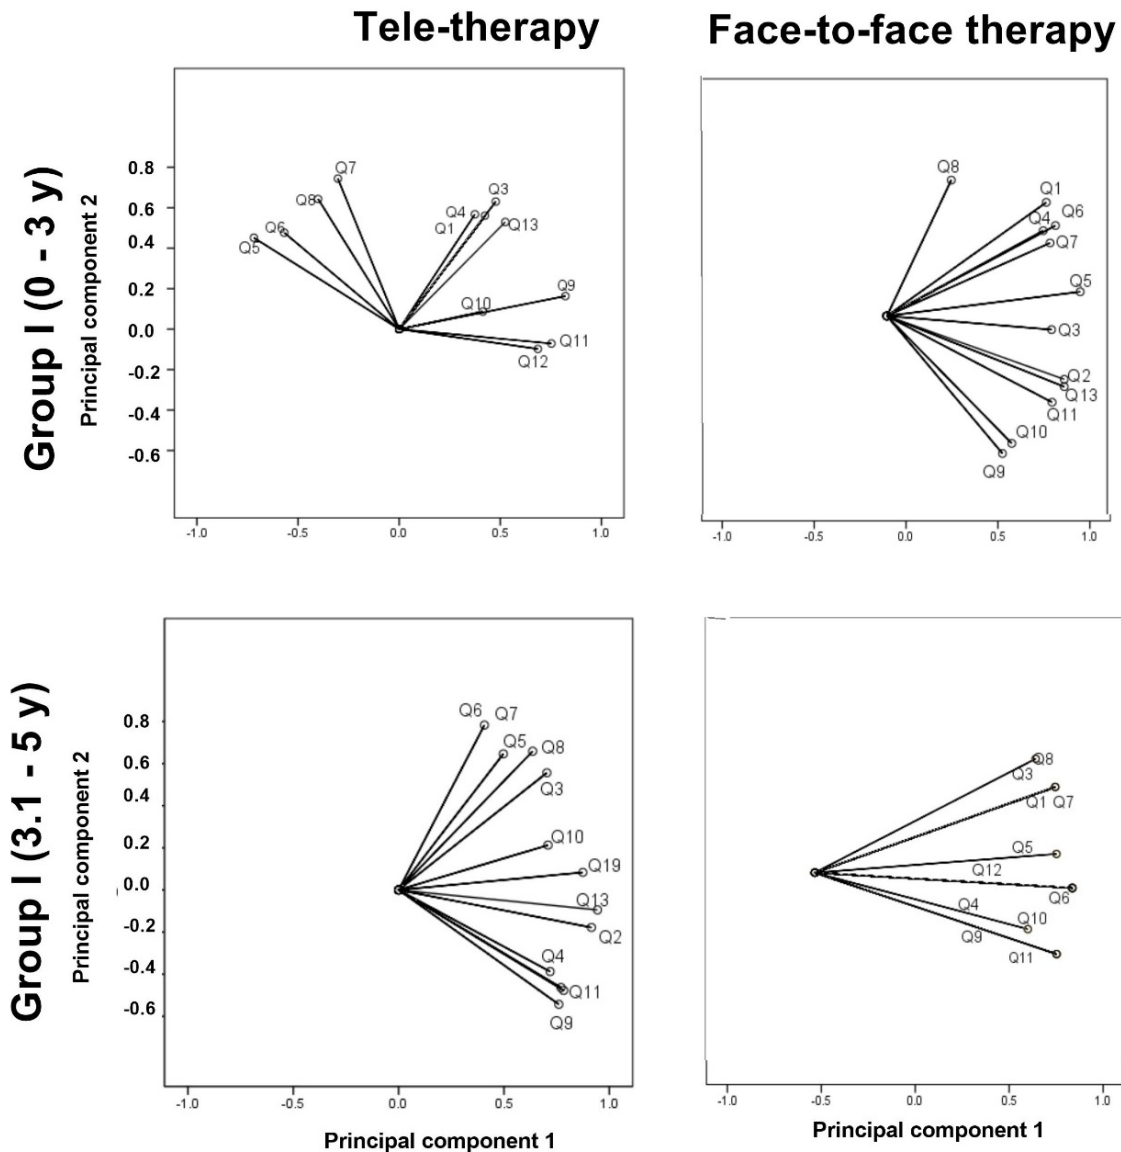 Tele-therapy
Face-to-face therapy
Group I (0 - 3 y)
Principal component 2
0.8
0.6
0.4
0.2
0.0
-0.2
-0.4
-0.6
Q7
Q8
Q6
Q5
Q3
Q4
Q1
Q13
Q9
Q10
Q11
Q12
-1.0 -0.5 0.0 0.5 1.0
Q8
Q1
Q6
Q4
Q7
Q5
Q3
Q2
Q13
Q11
Q10
Q9
-1.0 -0.5 0.0 0.5 1.0
Group I (3.1 - 5 y)
Principal component 2
0.8
0.6
0.4
0.2
0.0
-0.2
-0.4
-0.6
Q6 Q7
Q5 Q8
Q3
Q10
Q19
Q13
Q2
Q4
Q11
Q9
-1.0 -0.5 0.0 0.5 1.0
Principal component 1
Q8
Q3
Q1 Q7
Q5
Q12
Q6
Q4
Q10
Q9
Q11
-1.0 -0.5 0.0 0.5 1.0
Principal component 1